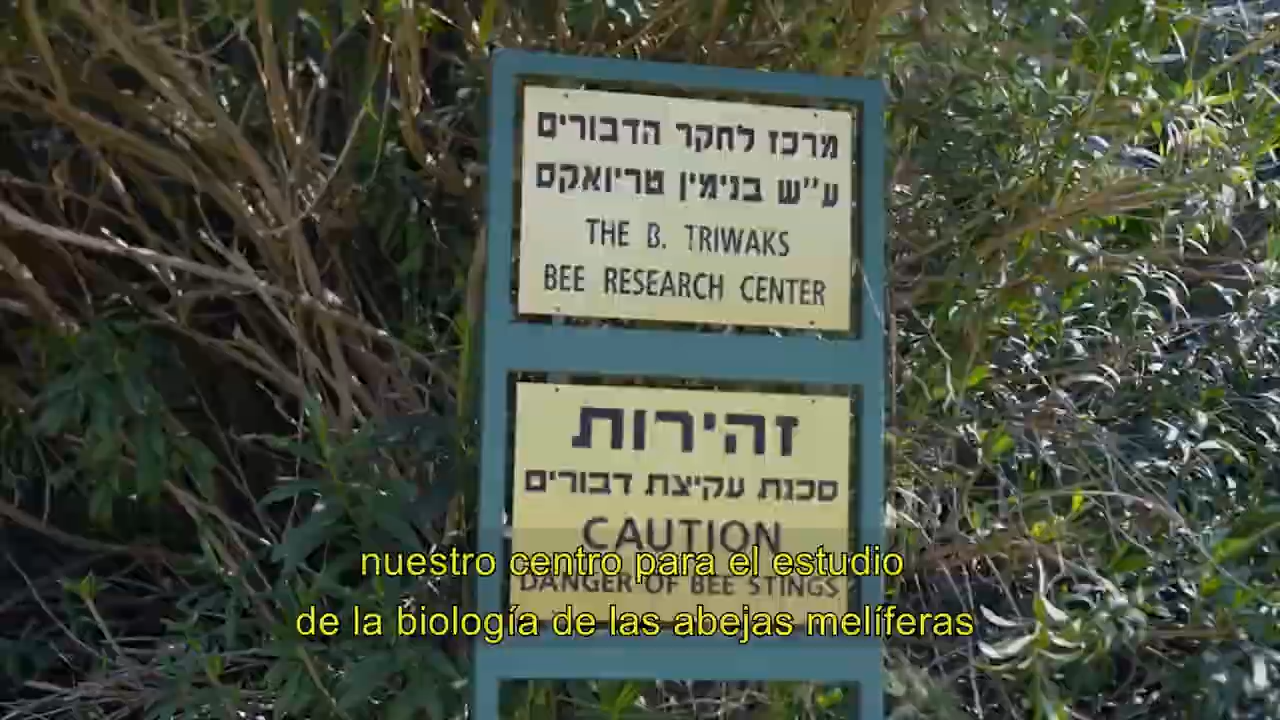 מרכז לחקר הדבורים
ע״ש בנימין טריואקס
THE B. TRIWAKS
BEE RESEARCH CENTER
זהירות
סכנת עקיצת דבורים
CAUTION
DANGER OF BEE STINGS
nuestro centro para el estudio
de la biología de las abejas melíferas